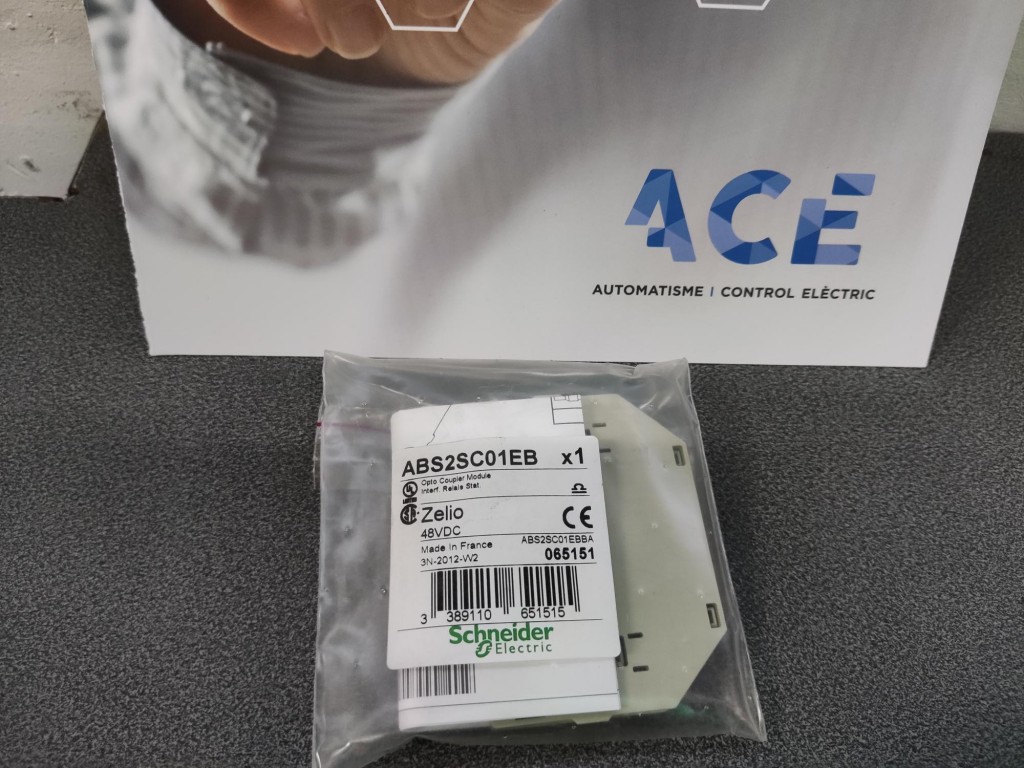 ACE
AUTOMATISME | CONTROL ELÈCTRIC
ABS2SC01EB x1
Opto Coupler Module
Interf. Relais Stat.
Zelio
48VDC
CE
Made in France ABS2SC01EBBA
3N-2012-W2 065151
3 389110 651515
Schneider
Electric